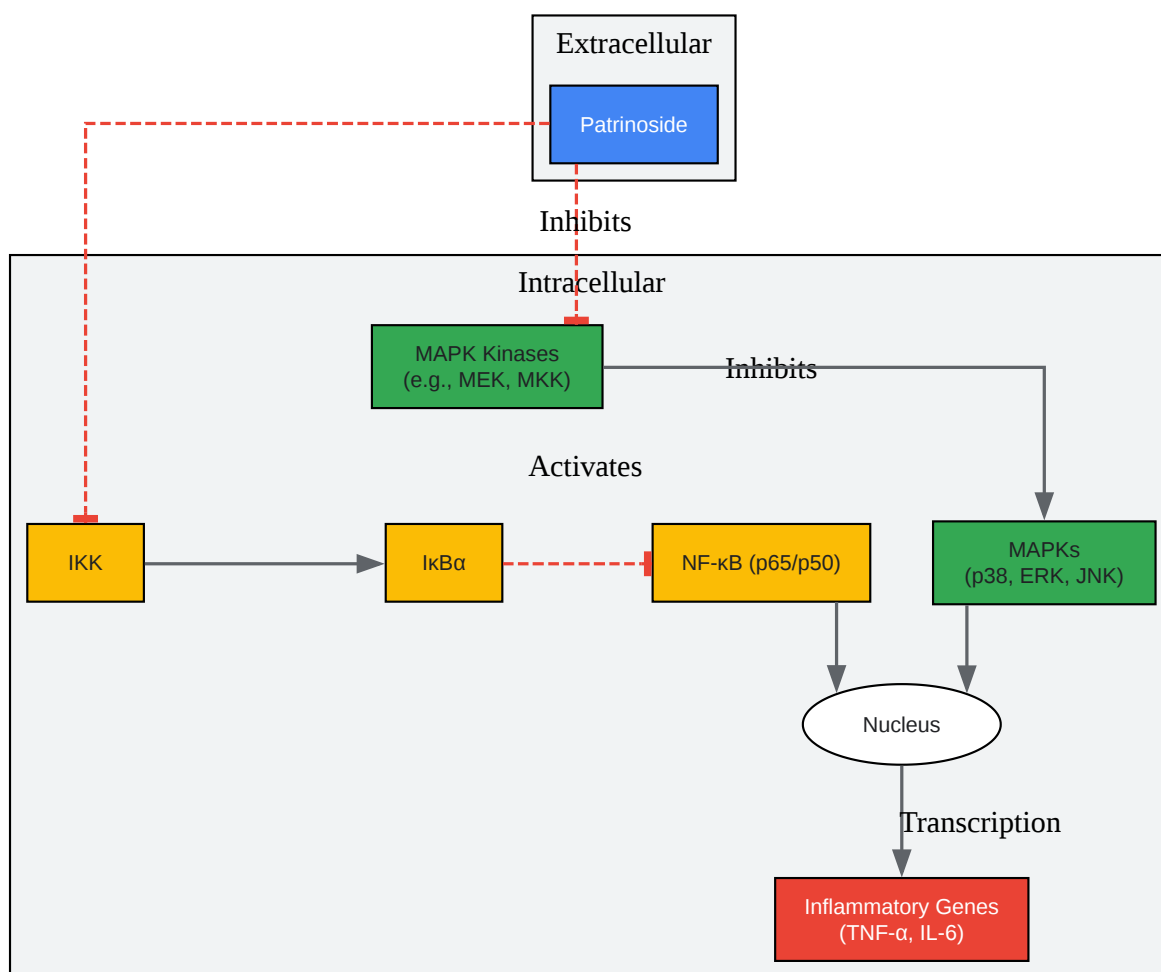 Extracellular
Patrinoside
Inhibits
Intracellular
MAPK Kinases
(e.g., MEK, MKK)
Inhibits
Activates
IKK
IκBα
NF-κB (p65/p50)
MAPKs
(p38, ERK, JNK)
Nucleus
Transcription
Inflammatory Genes
(TNF-α, IL-6)